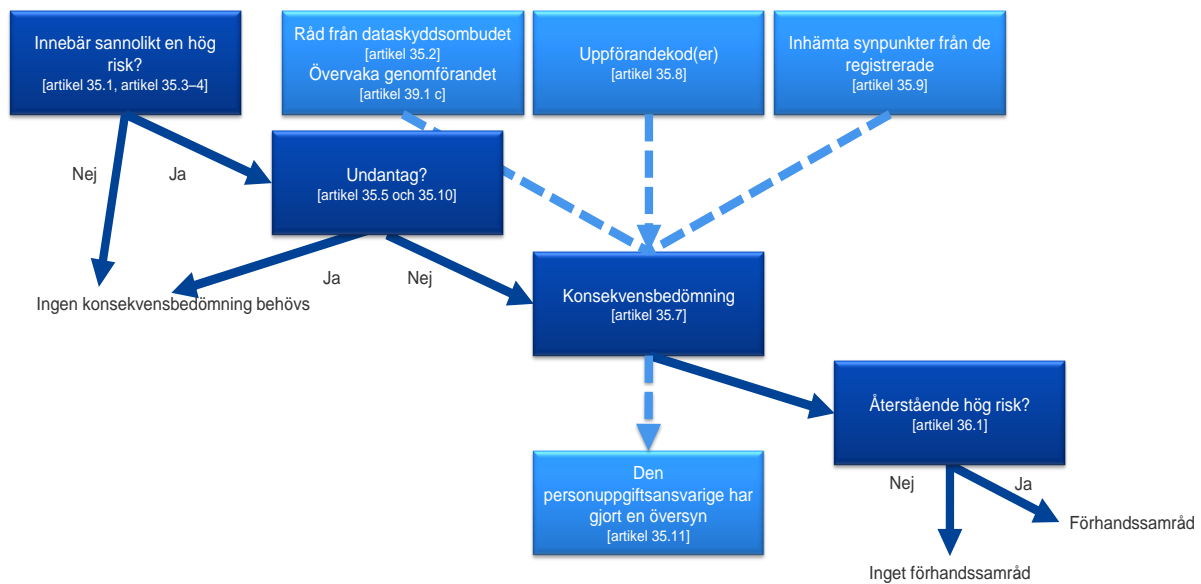 Innebär sannolikt en hög
risk?
[artikel 35.1, artikel 35.3–4]
Råd från dataskyddsombudet
[artikel 35.2]
Övervaka genomförandet
[artikel 39.1 c]
Uppförandekod(er)
[artikel 35.8]
Inhämta synpunkter från de
registrerade
[artikel 35.9]
Nej
Ja
Undantag?
[artikel 35.5 och 35.10]
Ja
Nej
Ingen konsekvensbedömning behövs
Konsekvensbedömning
[artikel 35.7]
Återstående hög risk?
[artikel 36.1]
Den
personuppgiftsansvarige har
gjort en översyn
[artikel 35.11]
Nej
Ja
Förhandssamråd
Inget förhandssamråd